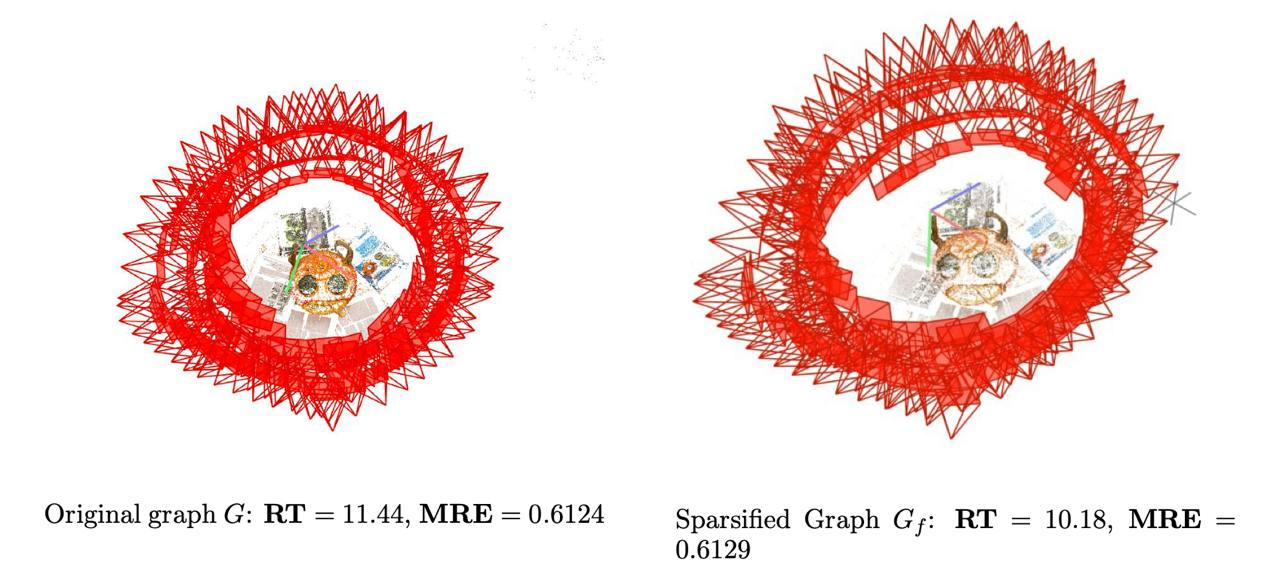 Original graph G: RT = 11.44, MRE = 0.6124
Sparsified Graph G_f: RT = 10.18, MRE =
0.6129